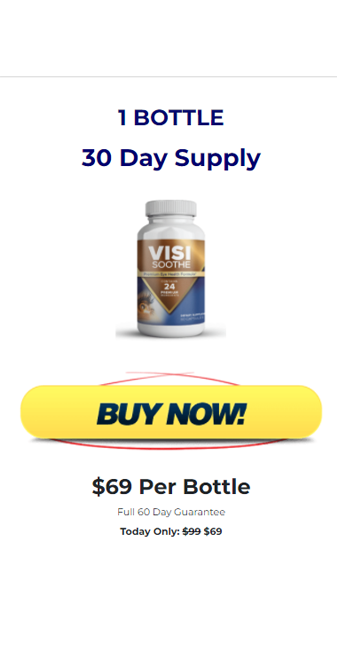 1 BOTTLE
30 Day Supply
VISI
SOOTHE
24
BUY NOW!
$69 Per Bottle
Full 60 Day Guarantee
Today Only: $99 $69